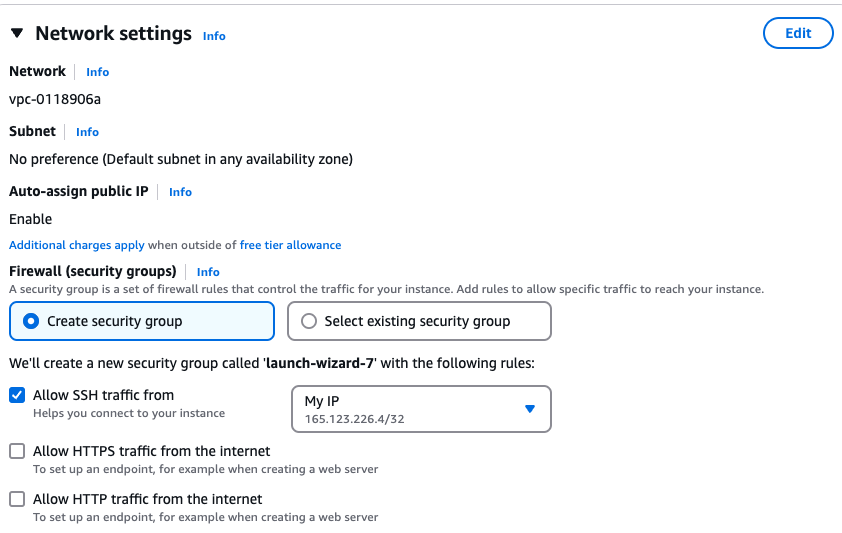 Network settings Info
Edit
Network Info
vpc-0118906a
Subnet Info
No preference (Default subnet in any availability zone)
Auto-assign public IP Info
Enable
Additional charges apply when outside of free tier allowance
Firewall (security groups) Info
A security group is a set of firewall rules that control the traffic for your instance. Add rules to allow specific traffic to reach your instance.
Create security group
Select existing security group
We'll create a new security group called 'launch-wizard-7' with the following rules:
Allow SSH traffic from
Helps you connect to your instance
My IP
165.123.226.4/32
Allow HTTPS traffic from the internet
To set up an endpoint, for example when creating a web server
Allow HTTP traffic from the internet
To set up an endpoint, for example when creating a web server